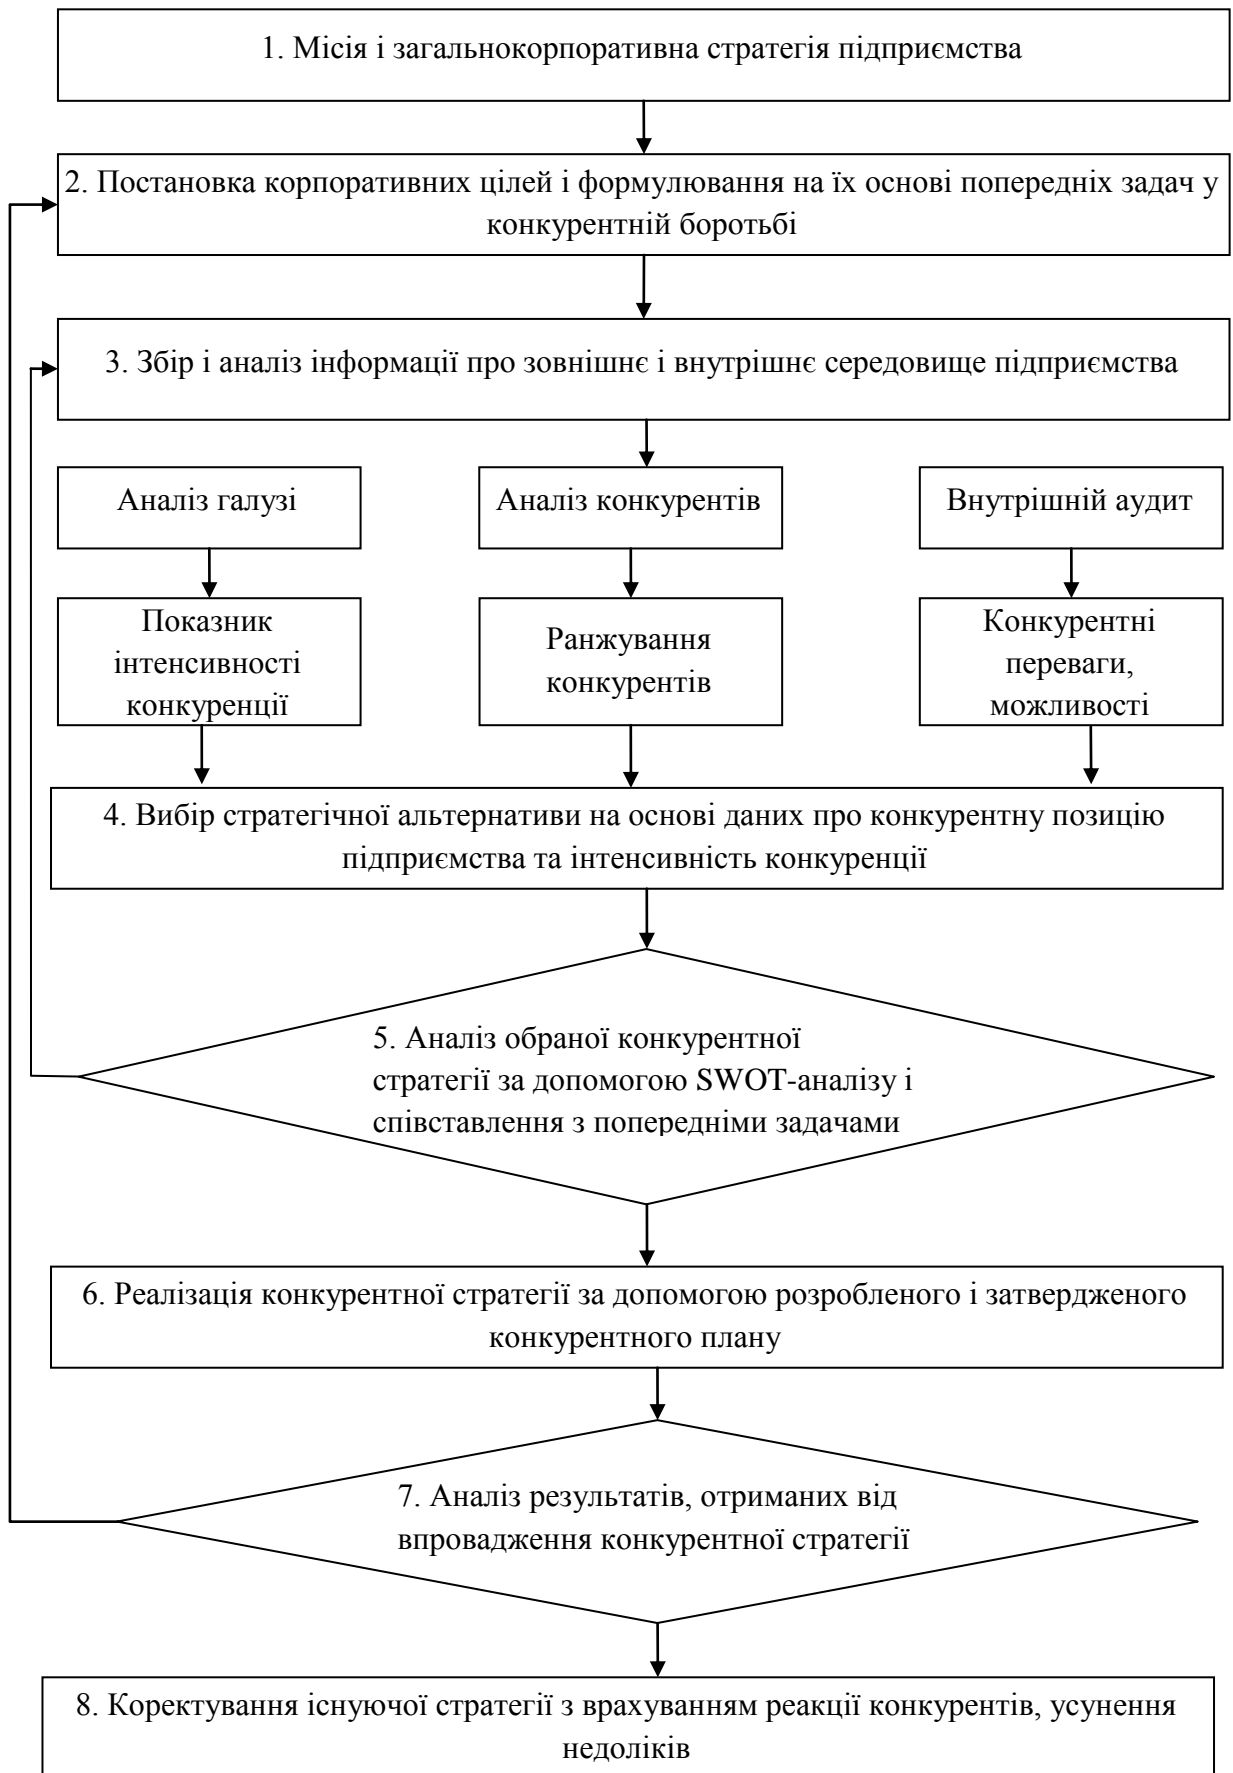 1. Місія і загальнокорпоративна стратегія підприємства
2. Постановка корпоративних цілей і формулювання на їх основі попередніх задач у
конкурентній боротьбі
3. Збір і аналіз інформації про зовнішнє і внутрішнє середовище підприємства
Аналіз галузі
Аналіз конкурентів
Внутрішній аудит
Показник
інтенсивності
конкуренції
Ранжування
конкурентів
Конкурентні
переваги,
можливості
4. Вибір стратегічної альтернативи на основі даних про конкурентну позицію
підприємства та інтенсивність конкуренції
5. Аналіз обраної конкурентної
стратегії за допомогою SWOT-аналізу і
співставлення з попередніми задачами
6. Реалізація конкурентної стратегії за допомогою розробленого і затвердженого
конкурентного плану
7. Аналіз результатів, отриманих від
впровадження конкурентної стратегії
8. Коректування існуючої стратегії з врахуванням реакції конкурентів, усунення
недоліків